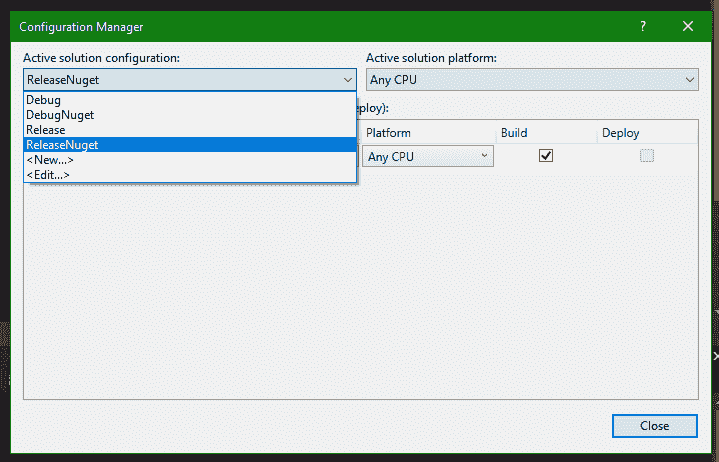 Configuration Manager
?
Active solution configuration:
Active solution platform:
ReleaseNuget
Any CPU
Debug
DebugNuget
Release
ReleaseNuget
<New...>
<Edit...>
ploy):
Platform
Build
Deploy
Any CPU
Close